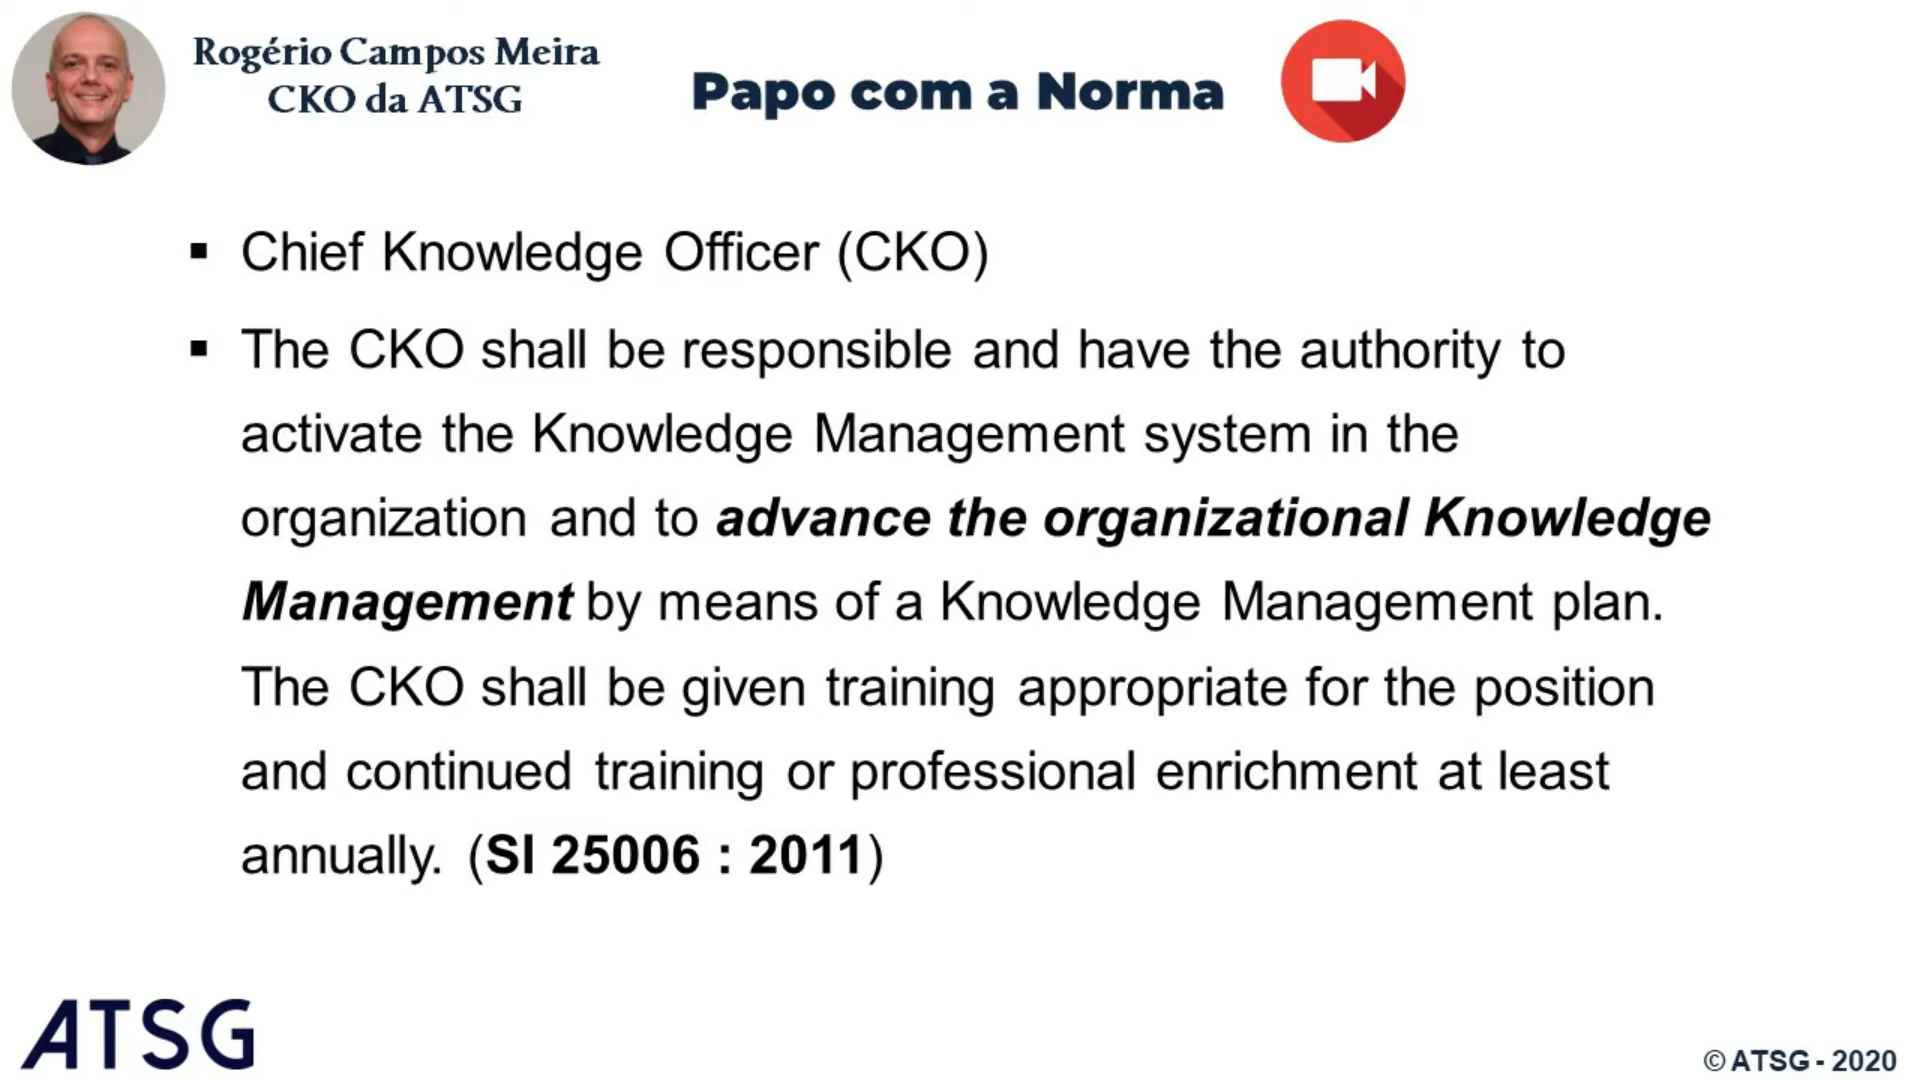 Rogério Campos Meira
CKO da ATSG
Papo com a Norma
▪ Chief Knowledge Officer (CKO)
▪ The CKO shall be responsible and have the authority to
activate the Knowledge Management system in the
organization and to advance the organizational Knowledge
Management by means of a Knowledge Management plan.
The CKO shall be given training appropriate for the position
and continued training or professional enrichment at least
annually. (SI 25006 : 2011)
ATSG
© ATSG - 2020